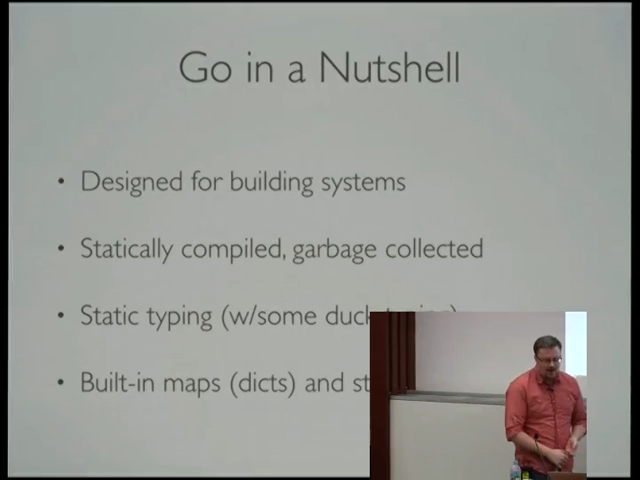 Go in a Nutshell
• Designed for building systems
• Statically compiled, garbage collected
• Static typing (w/some duck
• Built-in maps (dicts) and